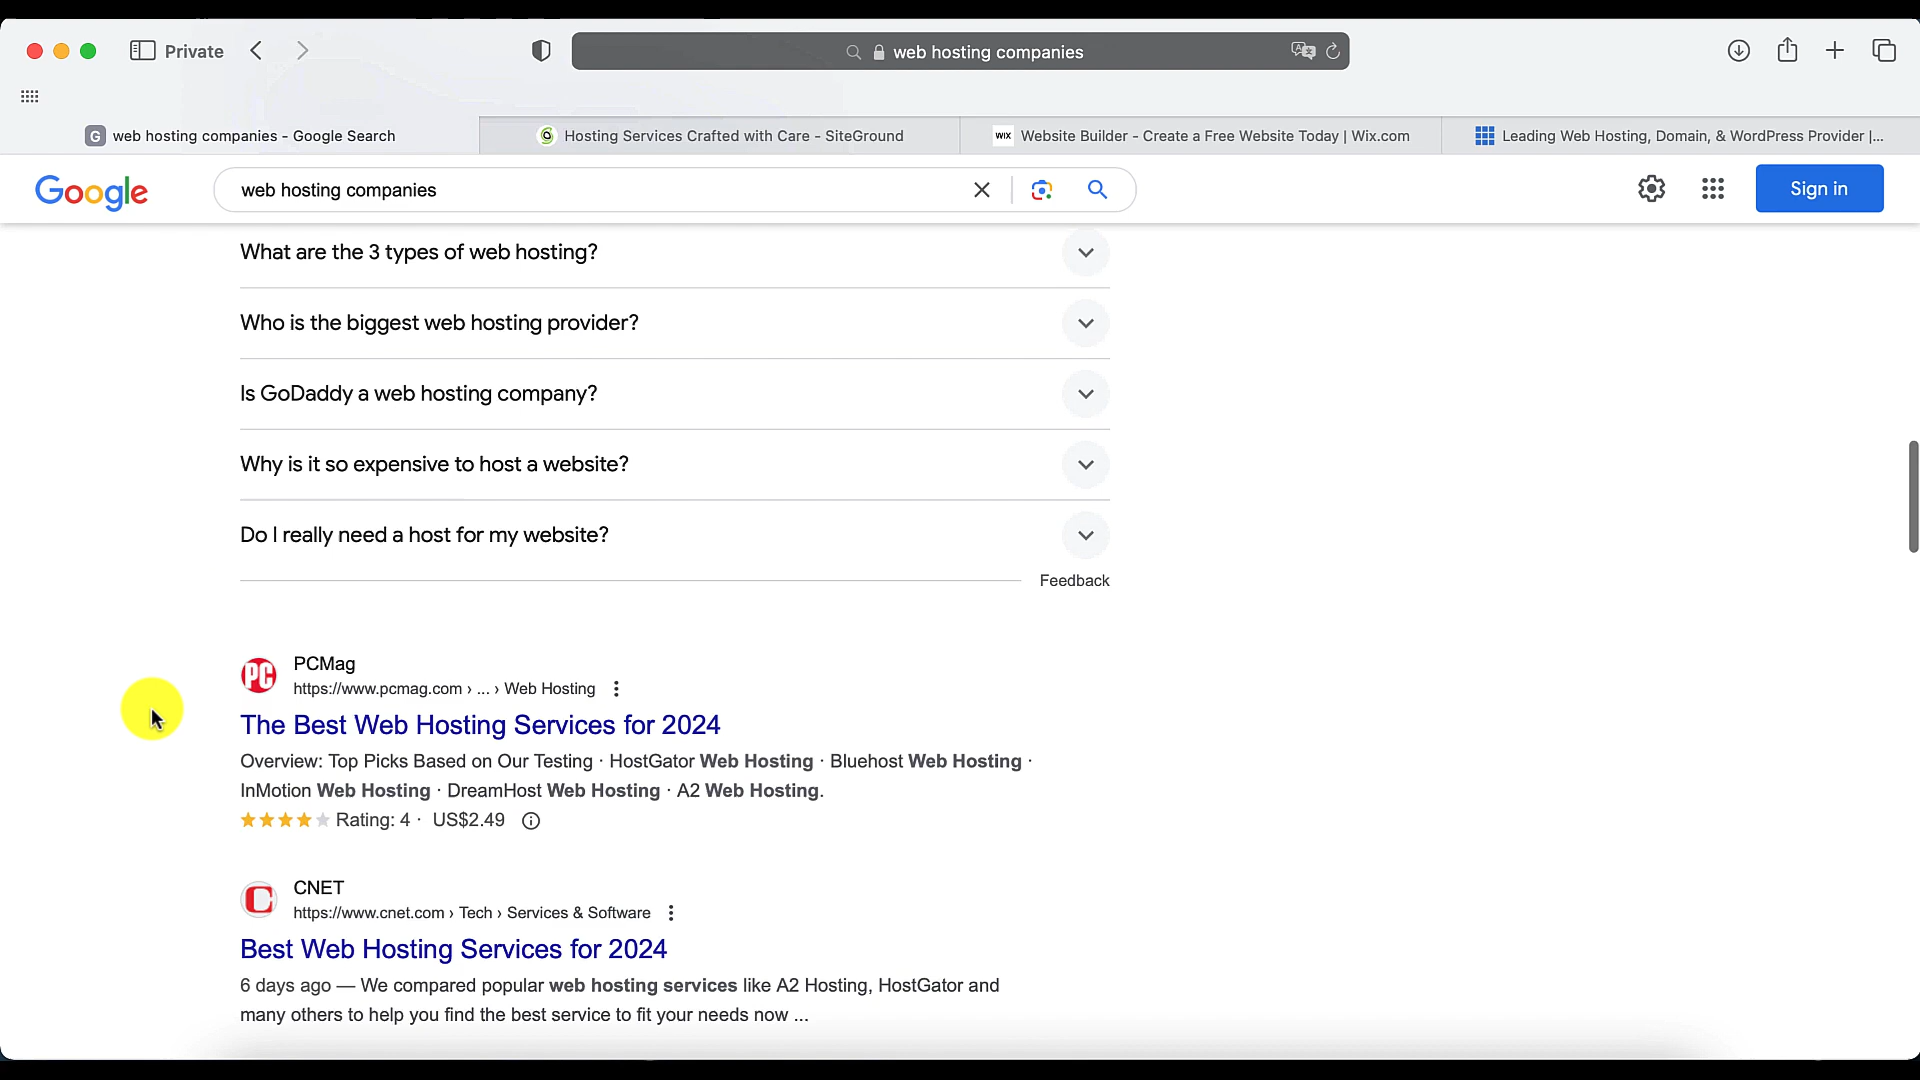 Private
web hosting companies
G web hosting companies - Google Search
Hosting Services Crafted with Care - SiteGround
WIX Website Builder - Create a Free Website Today | Wix.com
Leading Web Hosting, Domain, & WordPress Provider |...
Google
web hosting companies
Sign in
What are the 3 types of web hosting?
Who is the biggest web hosting provider?
Is GoDaddy a web hosting company?
Why is it so expensive to host a website?
Do I really need a host for my website?
Feedback
PC
PCMag
https://www.pcmag.com › ... › Web Hosting
The Best Web Hosting Services for 2024
Overview: Top Picks Based on Our Testing · HostGator Web Hosting · Bluehost Web Hosting ·
InMotion Web Hosting · DreamHost Web Hosting · A2 Web Hosting.
Rating: 4 · US$2.49
CNET
https://www.cnet.com › Tech › Services & Software
Best Web Hosting Services for 2024
6 days ago — We compared popular web hosting services like A2 Hosting, HostGator and
many others to help you find the best service to fit your needs now ...